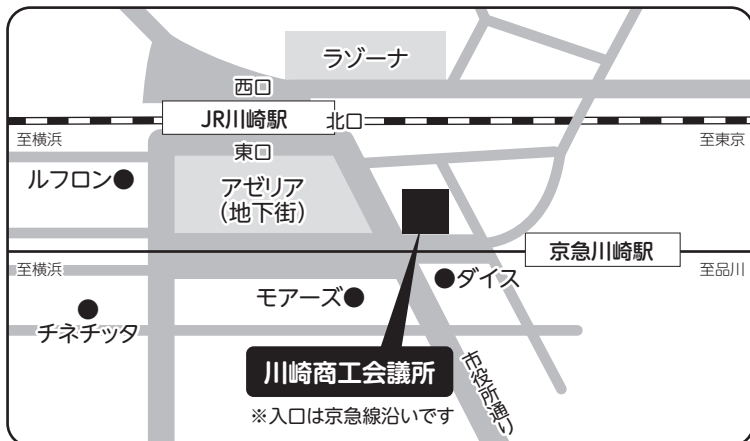 ラゾーナ
西口
JR川崎駅
北口
至横浜
至東京
東口
ルフロン
アゼリア
(地下街)
京急川崎駅
至横浜
至品川
ダイス
モアーズ
チネチッタ
川崎商工会議所
※入口は京急線沿いです
市役所通り